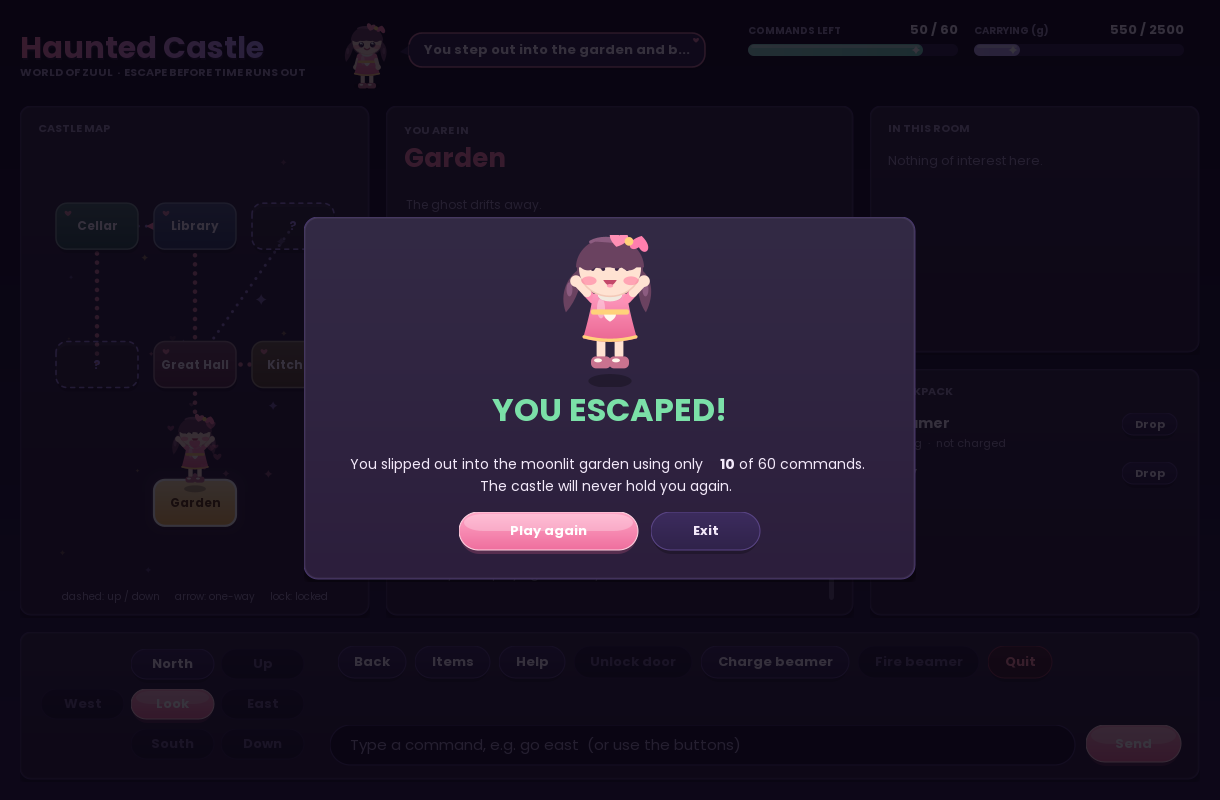 Haunted Castle
WORLD OF ZUUL · ESCAPE BEFORE TIME RUNS OUT
You step out into the garden and b...
COMMANDS LEFT 50 / 60
CARRYING (g) 550 / 2500
CASTLE MAP
Cellar
Library
?
?
Great Hall
Kitch
Garden
dashed: up / down arrow: one-way lock: locked
YOU ARE IN
Garden
The ghost drifts away.
IN THIS ROOM
Nothing of interest here.
KPACK
amer
g · not charged
Drop
Drop
YOU ESCAPED!
You slipped out into the moonlit garden using only 10 of 60 commands.
The castle will never hold you again.
Play again
Exit
North
Up
West
Look
East
South
Down
Back
Items
Help
Unlock door
Charge beamer
Fire beamer
Quit
Type a command, e.g. go east (or use the buttons)
Send